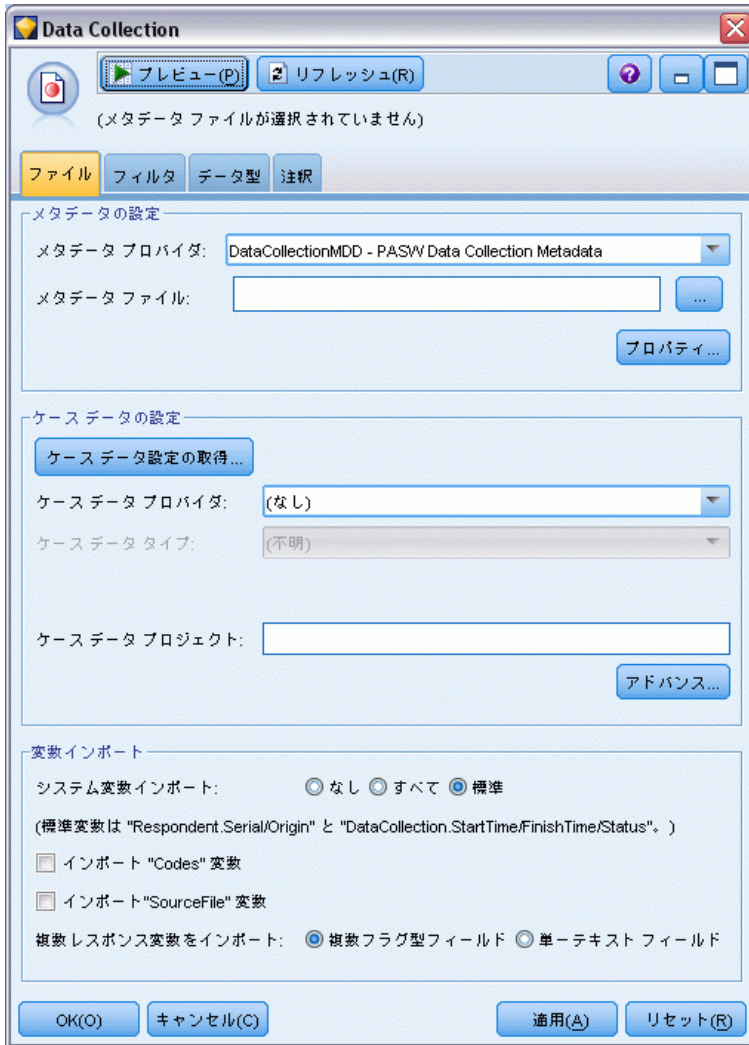 Data Collection
プレビュー(P) リフレッシュ(R)
(メタデータ ファイルが選択されていません)
ファイル フィルタ データ型 注釈
メタデータの設定
メタデータ プロバイダ: DataCollectionMDD - PASW Data Collection Metadata
メタデータ ファイル: ...
プロパティ...
ケース データの設定
ケース データ設定の取得...
ケース データ プロバイダ: (なし)
ケース データ タイプ: (不明)
ケース データ プロジェクト:
アドバンス...
変数インポート
システム変数インポート: なし すべて 標準
(標準変数は "Respondent.Serial/Origin" と "DataCollection.StartTime/FinishTime/Status"。)
インポート "Codes" 変数
インポート"SourceFile" 変数
複数レスポンス変数をインポート: 複数フラグ型フィールド 単一テキスト フィールド
OK(O) キャンセル(C) 適用(A) リセット(R)